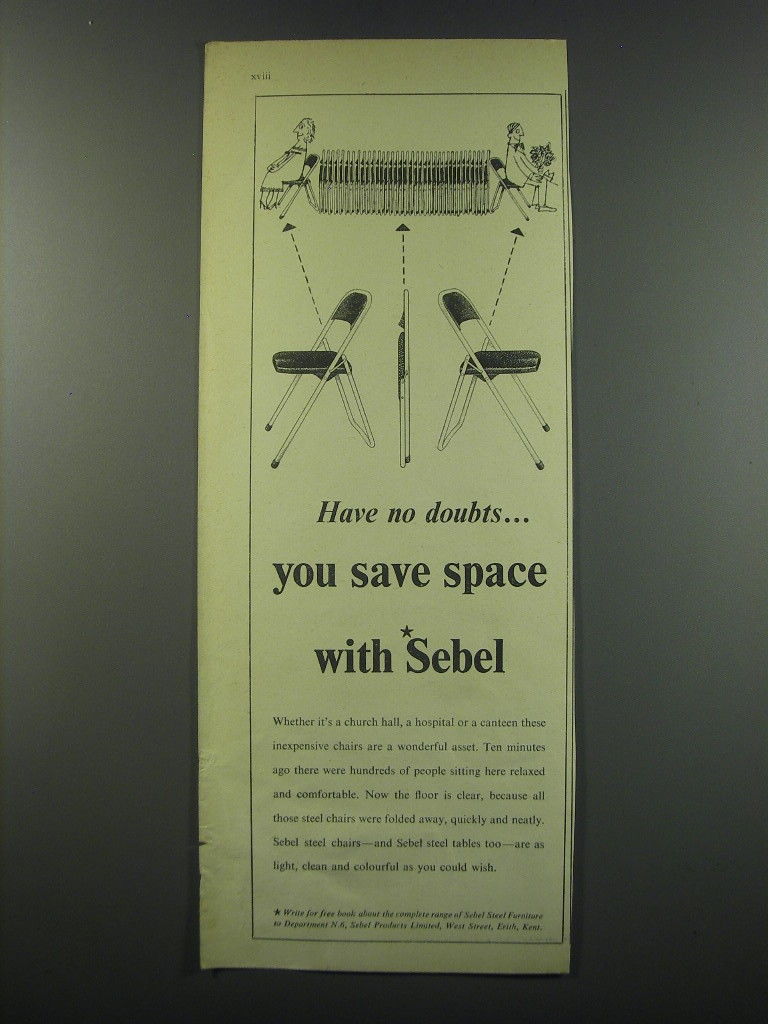 xviii
Have no doubts...
you save space
with ★Sebel
Whether it's a church hall, a hospital or a canteen these
inexpensive chairs are a wonderful asset. Ten minutes
ago there were hundreds of people sitting here relaxed
and comfortable. Now the floor is clear, because all
those steel chairs were folded away, quickly and neatly.
Sebel steel chairs—and Sebel steel tables too—are as
light, clean and colourful as you could wish.
★ Write for free book about the complete range of Sebel Steel Furniture
to Department N.6, Sebel Products Limited, West Street, Erith, Kent.